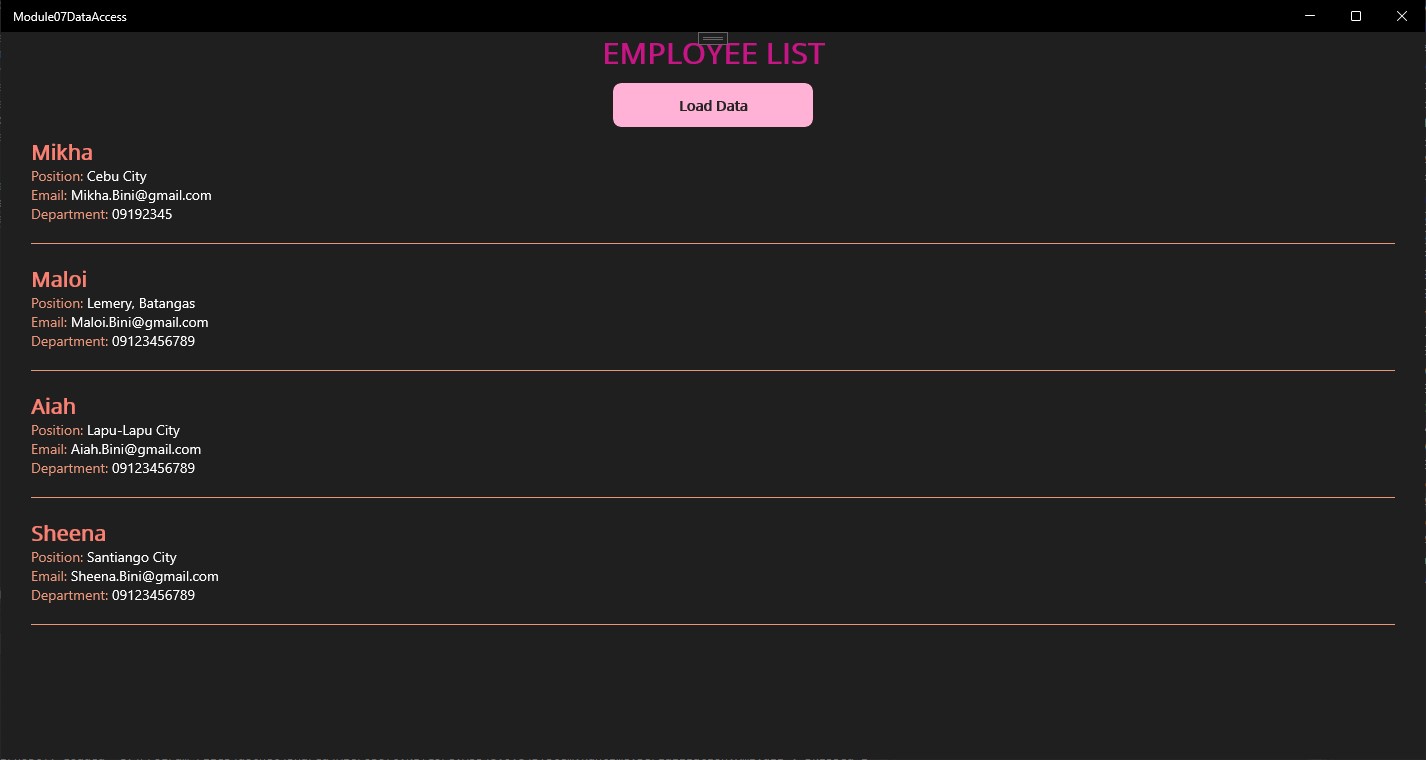 Module07DataAccess
EMPLOYEE LIST
Load Data
Mikha
Position: Cebu City
Email: Mikha.Bini@gmail.com
Department: 09192345
Maloi
Position: Lemery, Batangas
Email: Maloi.Bini@gmail.com
Department: 09123456789
Aiah
Position: Lapu-Lapu City
Email: Aiah.Bini@gmail.com
Department: 09123456789
Sheena
Position: Santiango City
Email: Sheena.Bini@gmail.com
Department: 09123456789